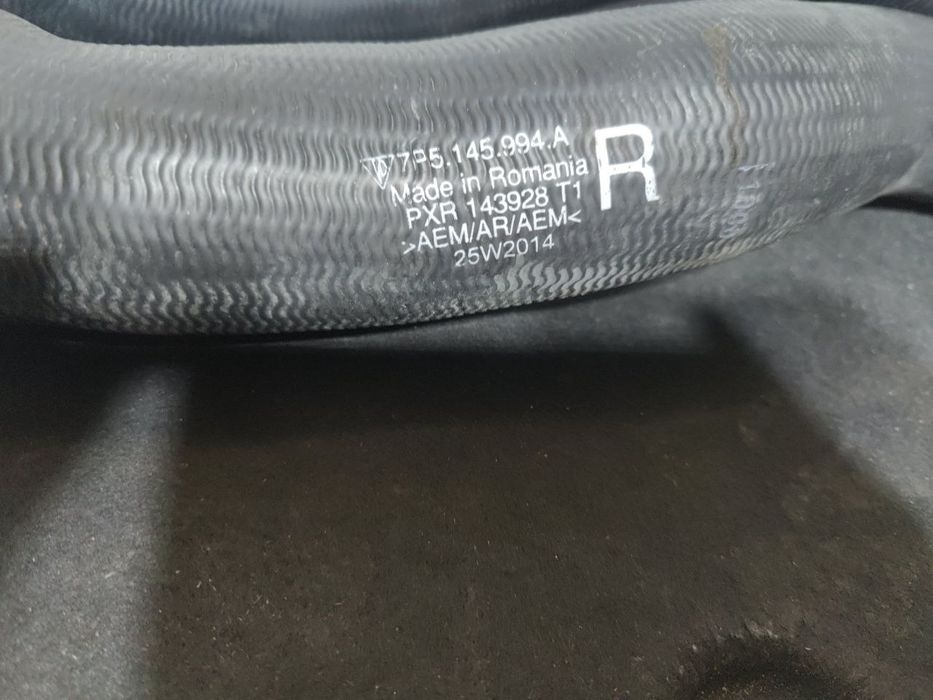 7P5.145.994.A
Made in Romania
PXR 143928 T1
>AEM/AR/AEM<
25W2014
R